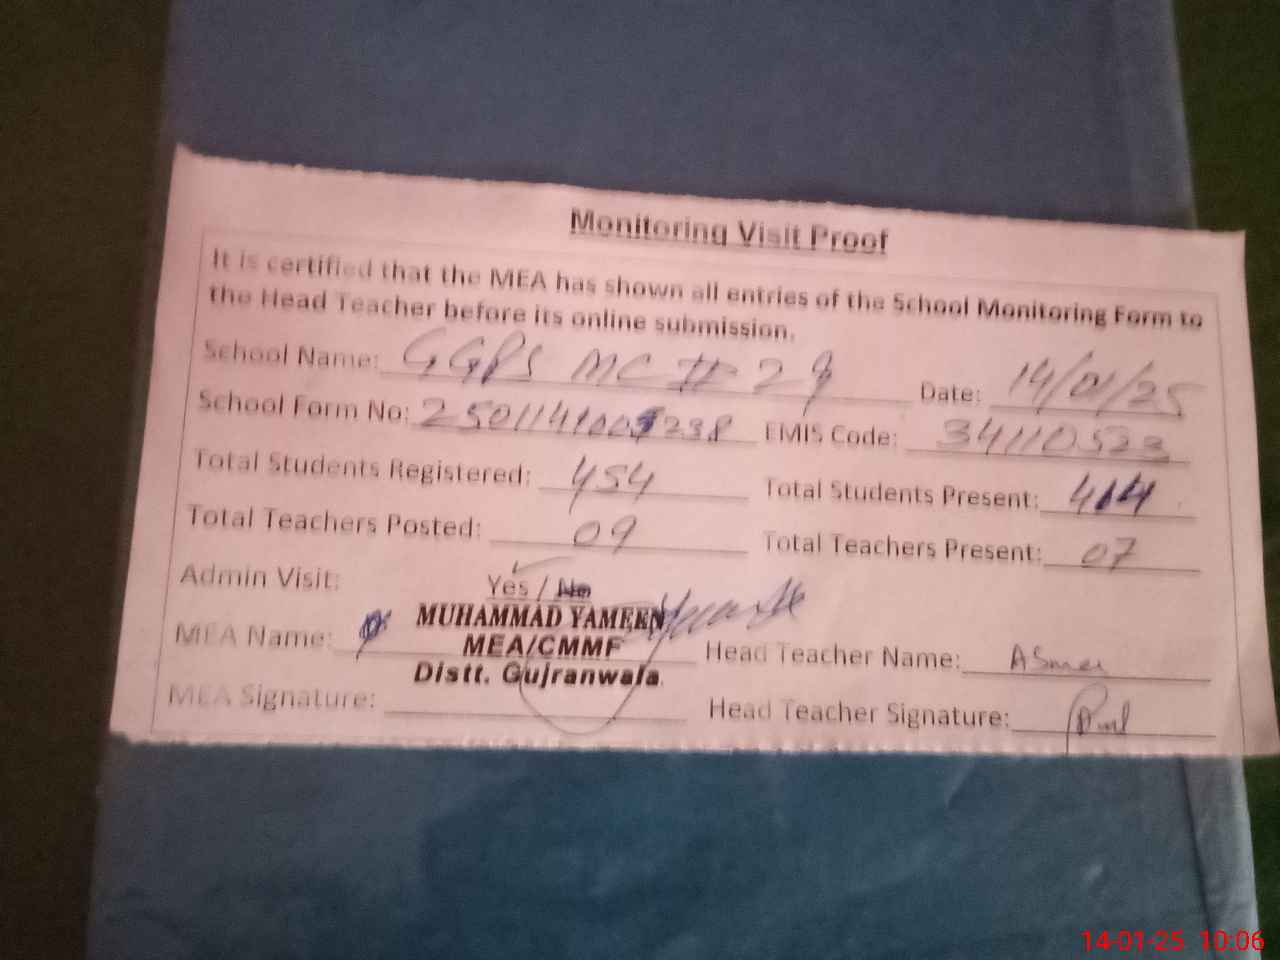 Monitoring Visit Proof
It is certified that the MEA has shown all entries of the School Monitoring Form to
the Head Teacher before its online submission.
School Name: GGPS MC # 29 Date: 14/01/25
School Form No: EMIS Code: 34110523
Total Students Registered: 454 Total Students Present: 414
Total Teachers Posted: 09 Total Teachers Present: 07
Admin Visit: Yes / No
MUHAMMAD YAMEEN
MEA Name: MEA/CMMF Head Teacher Name: Asma
Distt. Gujranwala
MEA Signature: Head Teacher Signature:
14-01-25 10:06